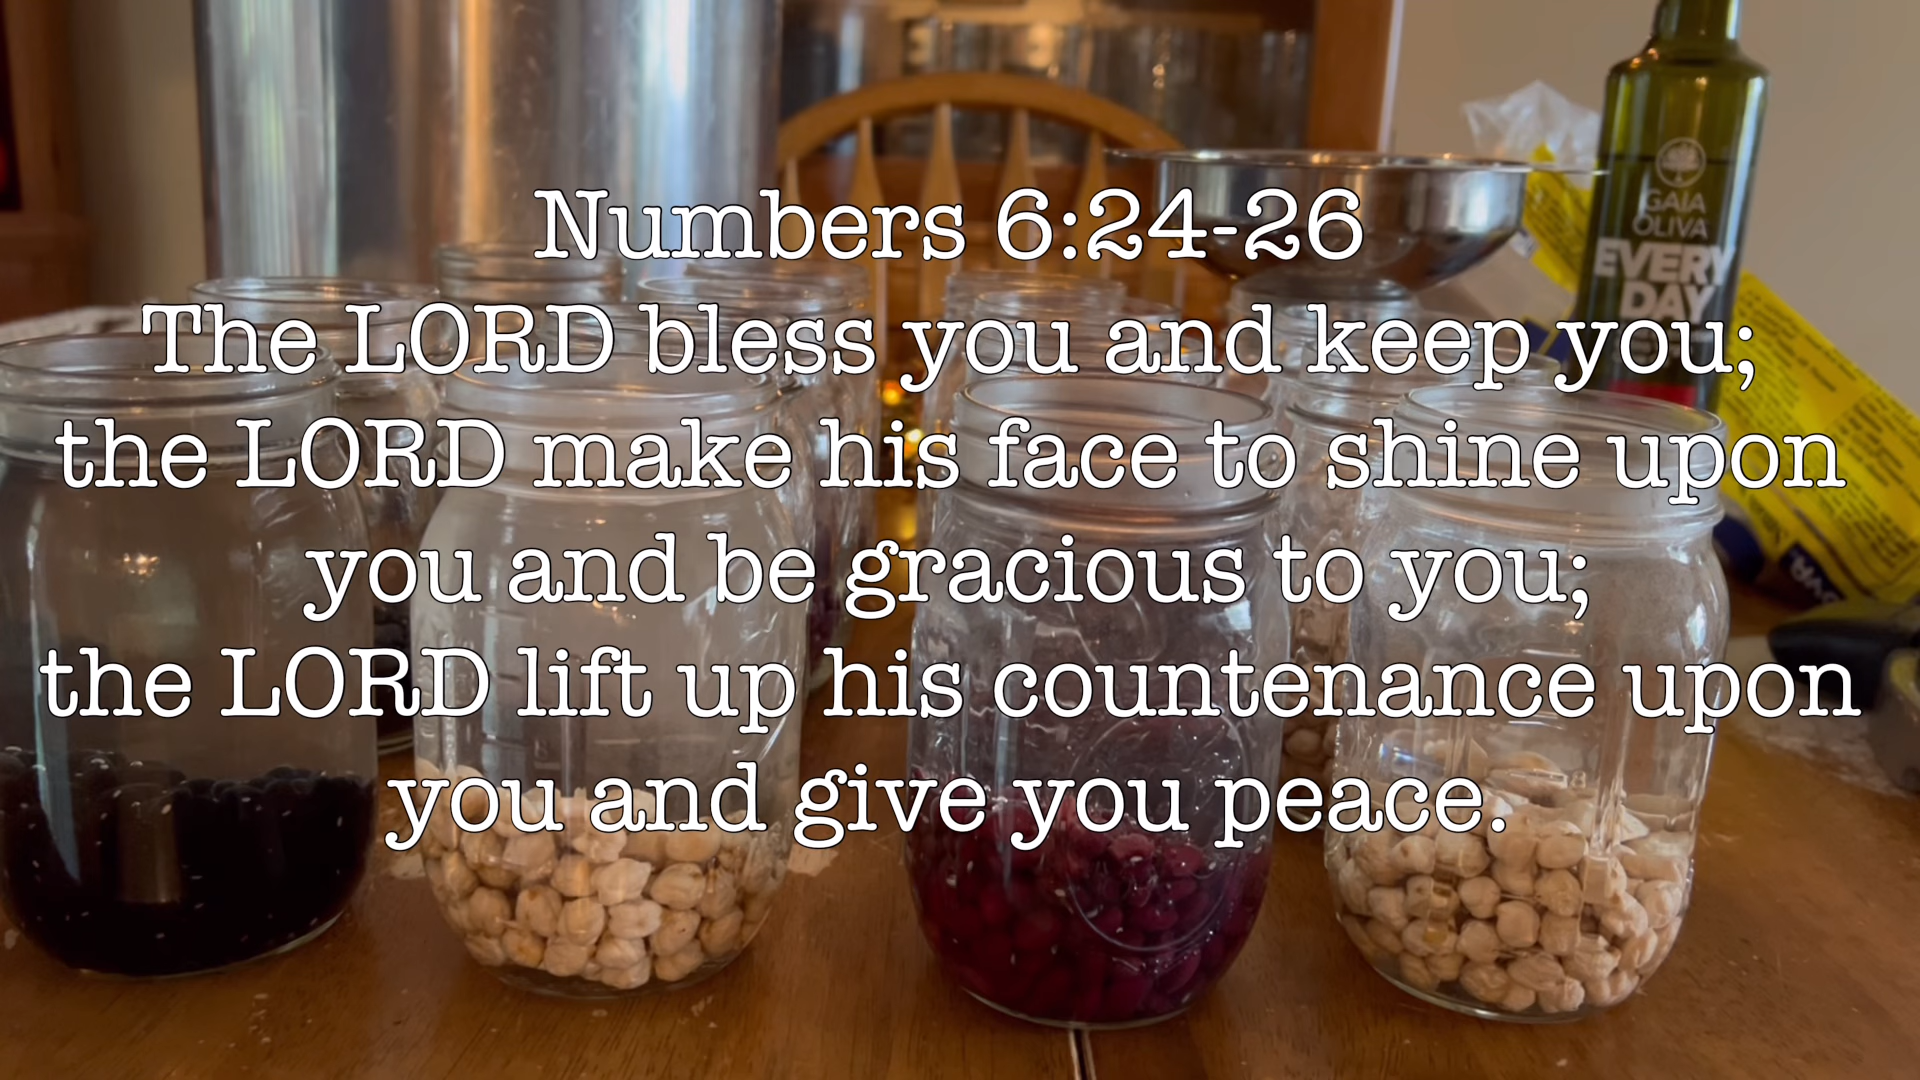 Numbers 6:24-26
The LORD bless you and keep you;
the LORD make his face to shine upon
you and be gracious to you;
the LORD lift up his countenance upon
you and give you peace.
GAIA
OLIVA
EVERY
DAY